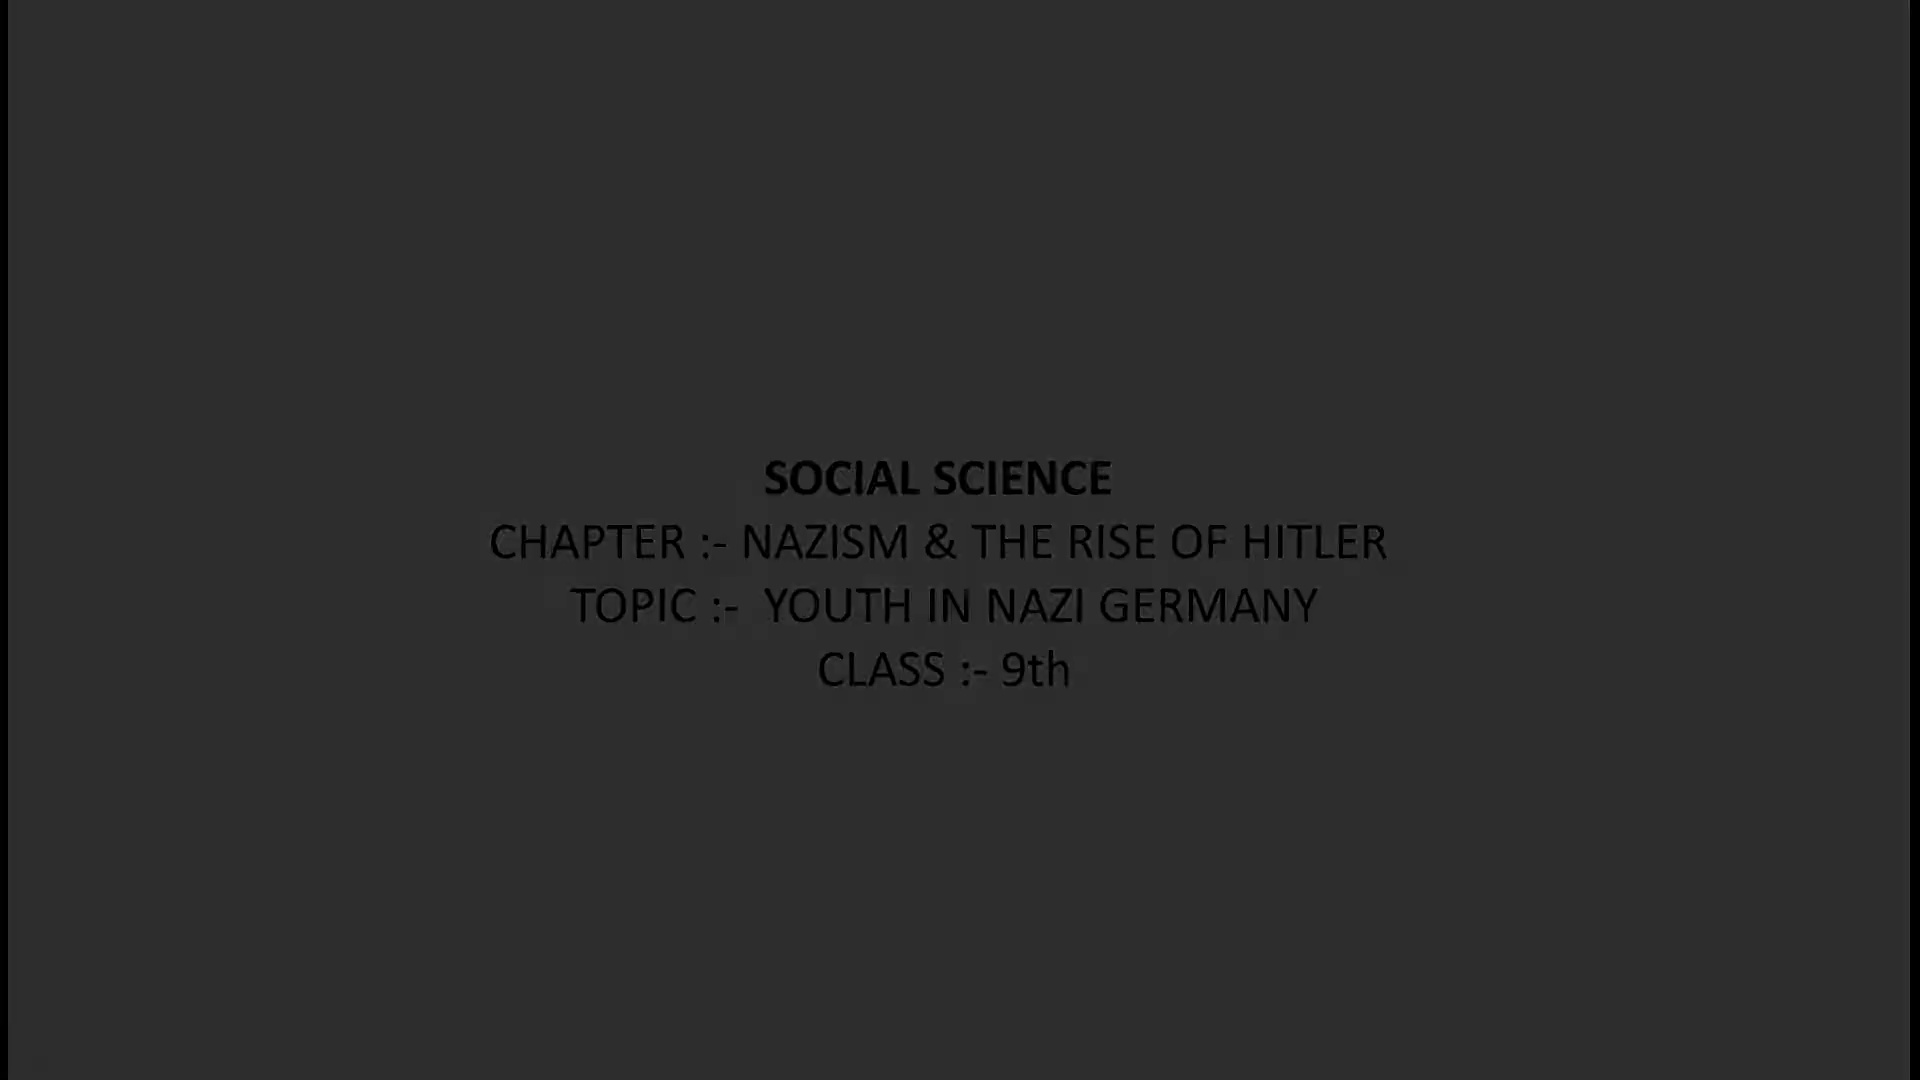 SOCIAL SCIENCE
CHAPTER :- NAZISM & THE RISE OF HITLER
TOPIC :-  YOUTH IN NAZI GERMANY
CLASS :- 9th